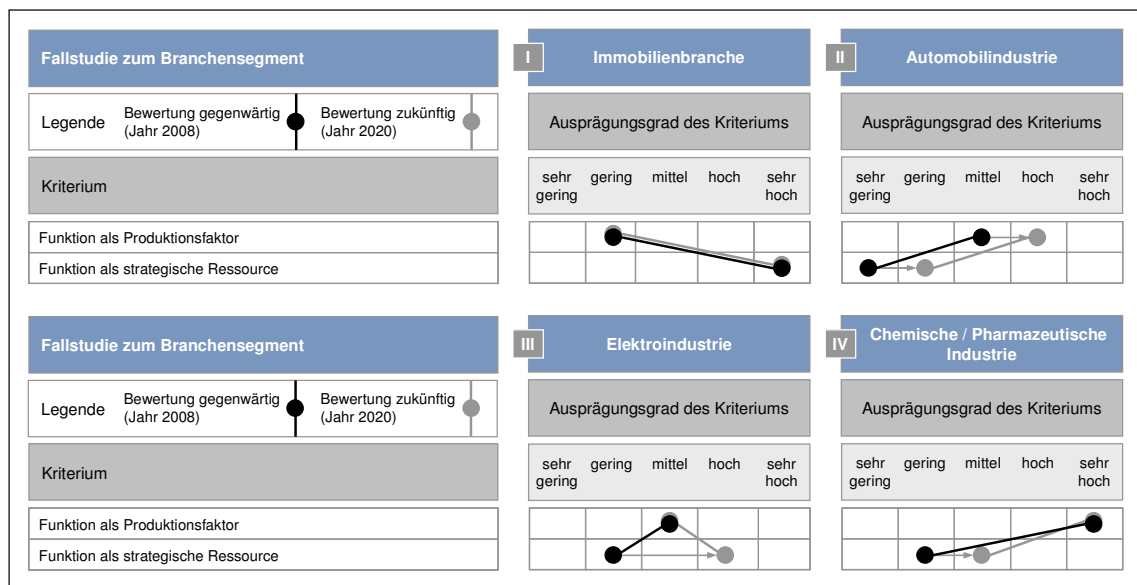 Fallstudie zum Branchensegment
I
Immobilienbranche
II
Automobilindustrie
Legende
Bewertung gegenwärtig
(Jahr 2008)
Bewertung zukünftig
(Jahr 2020)
Ausprägungsgrad des Kriteriums
Ausprägungsgrad des Kriteriums
Kriterium
sehr gering mittel hoch sehr
gering hoch
sehr gering mittel hoch sehr
gering hoch
Funktion als Produktionsfaktor
Funktion als strategische Ressource
Fallstudie zum Branchensegment
III
Elektroindustrie
IV
Chemische / Pharmazeutische
Industrie
Legende
Bewertung gegenwärtig
(Jahr 2008)
Bewertung zukünftig
(Jahr 2020)
Ausprägungsgrad des Kriteriums
Ausprägungsgrad des Kriteriums
Kriterium
sehr gering mittel hoch sehr
gering hoch
sehr gering mittel hoch sehr
gering hoch
Funktion als Produktionsfaktor
Funktion als strategische Ressource